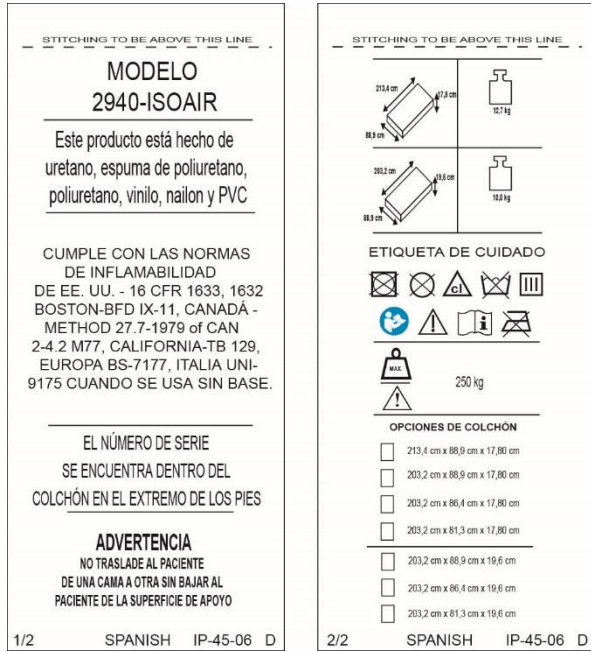 STITCHING TO BE ABOVE THIS LINE
MODELO
2940-ISOAIR
Este producto está hecho de
uretano, espuma de poliuretano,
poliuretano, vinilo, nailon y PVC
CUMPLE CON LAS NORMAS
DE INFLAMABILIDAD
DE EE. UU. - 16 CFR 1633, 1632
BOSTON-BFD IX-11, CANADÁ -
METHOD 27.7-1979 of CAN
2-4.2 M77, CALIFORNIA-TB 129,
EUROPA BS-7177, ITALIA UNI-
9175 CUANDO SE USA SIN BASE.
EL NÚMERO DE SERIE
SE ENCUENTRA DENTRO DEL
COLCHÓN EN EL EXTREMO DE LOS PIES
ADVERTENCIA
NO TRASLADE AL PACIENTE
DE UNA CAMA A OTRA SIN BAJAR AL
PACIENTE DE LA SUPERFICIE DE APOYO
1/2 SPANISH IP-45-06 D
STITCHING TO BE ABOVE THIS LINE
213,4 cm
17,8 cm
88,9 cm
12,7 kg
203,2 cm
19,6 cm
88,9 cm
10,8 kg
ETIQUETA DE CUIDADO
cl
MAX.
250 kg
OPCIONES DE COLCHÓN
213,4 cm x 88,9 cm x 17,80 cm
203,2 cm x 88,9 cm x 17,80 cm
203,2 cm x 86,4 cm x 17,80 cm
203,2 cm x 81,3 cm x 17,80 cm
203,2 cm x 88,9 cm x 19,6 cm
203,2 cm x 86,4 cm x 19,6 cm
203,2 cm x 81,3 cm x 19,6 cm
2/2 SPANISH IP-45-06 D